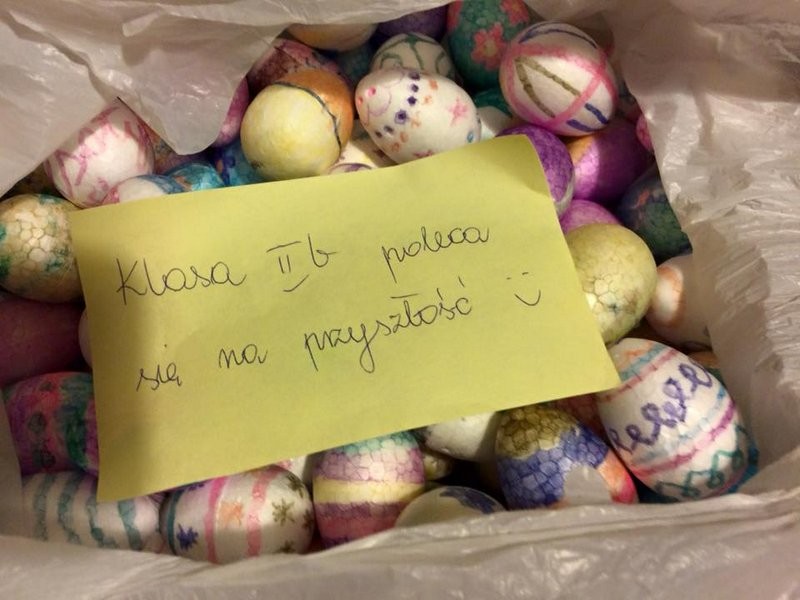 Klasa II b poleca
się na przyszłość :)